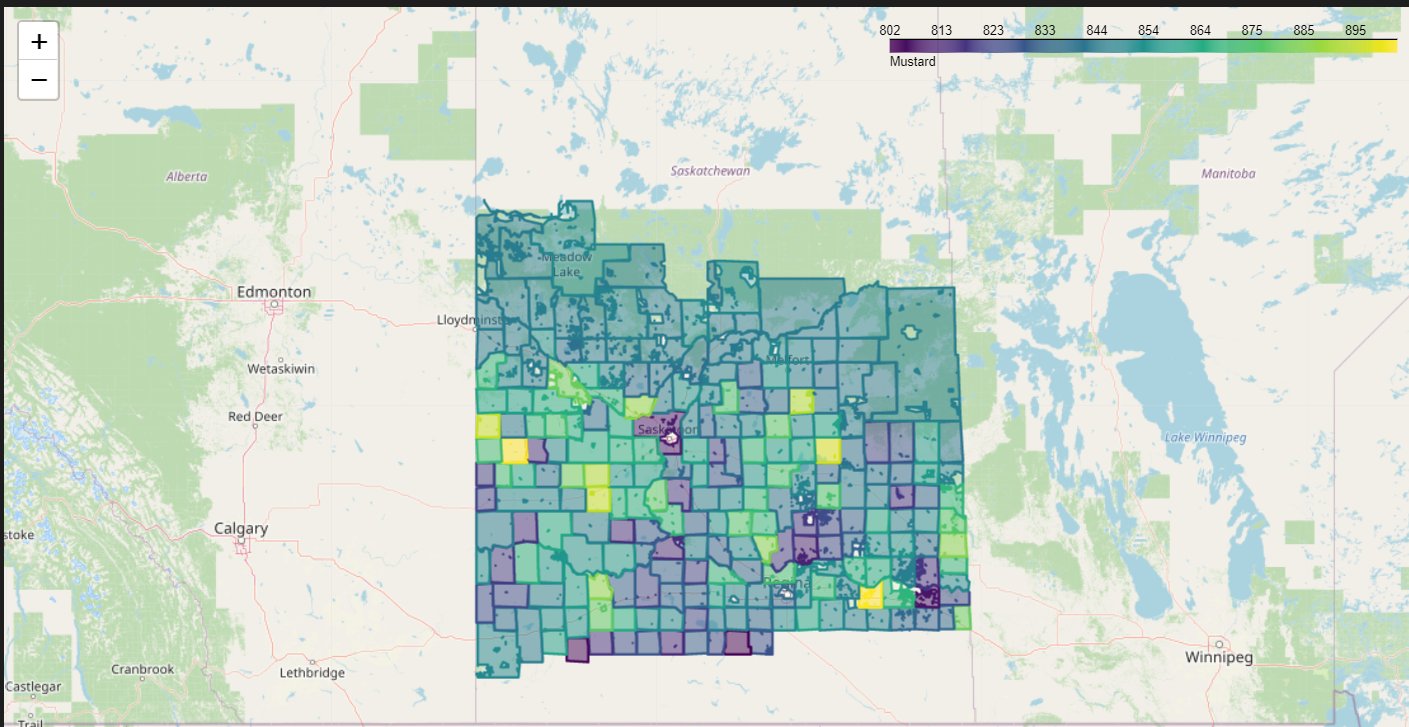 +
−
802 813 823 833 844 854 864 875 885 895
Mustard
Alberta
Saskatchewan
Manitoba
Meadow
Lake
Edmonton
Lloydminst
Melfort
Wetaskiwin
Red Deer
Saskatoon
Lake Winnipeg
Calgary
stoke
Regina
Winnipeg
Cranbrook
Lethbridge
Castlegar
Trail